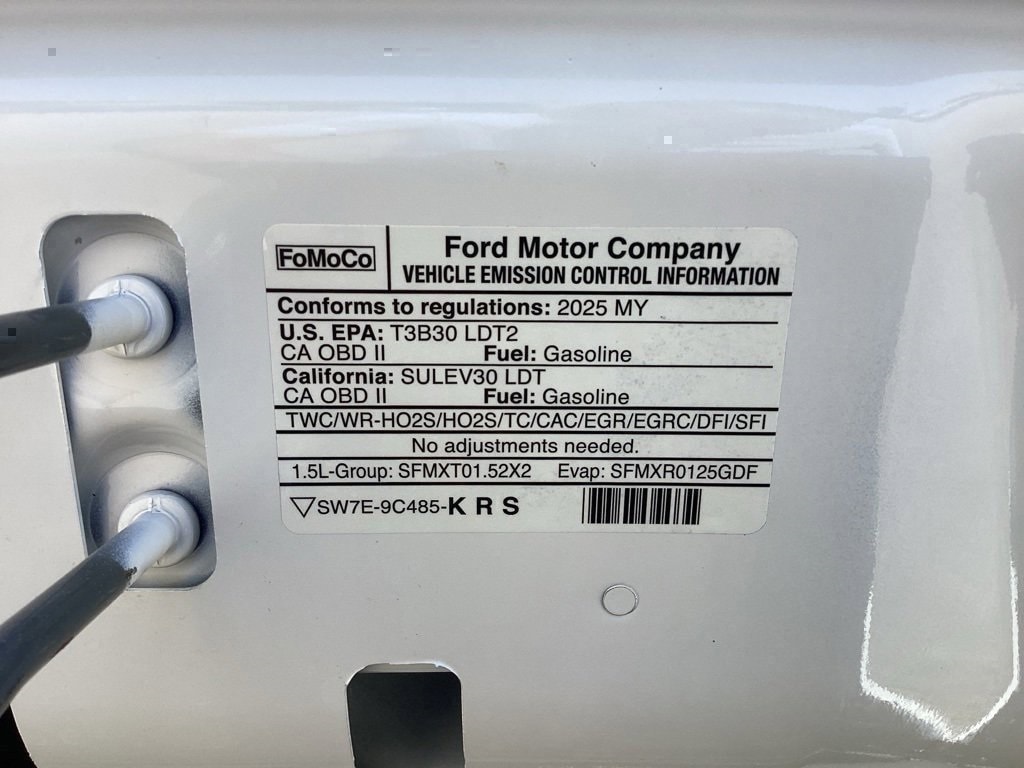 FoMoCo
Ford Motor Company
VEHICLE EMISSION CONTROL INFORMATION
Conforms to regulations: 2025 MY
U.S. EPA: T3B30 LDT2
CA OBD II Fuel: Gasoline
California: SULEV30 LDT
CA OBD II Fuel: Gasoline
TWC/WR-HO2S/HO2S/TC/CAC/EGR/EGRC/DFI/SFI
No adjustments needed.
1.5L-Group: SFMXT01.52X2 Evap: SFMXR0125GDF
SW7E-9C485-K R S